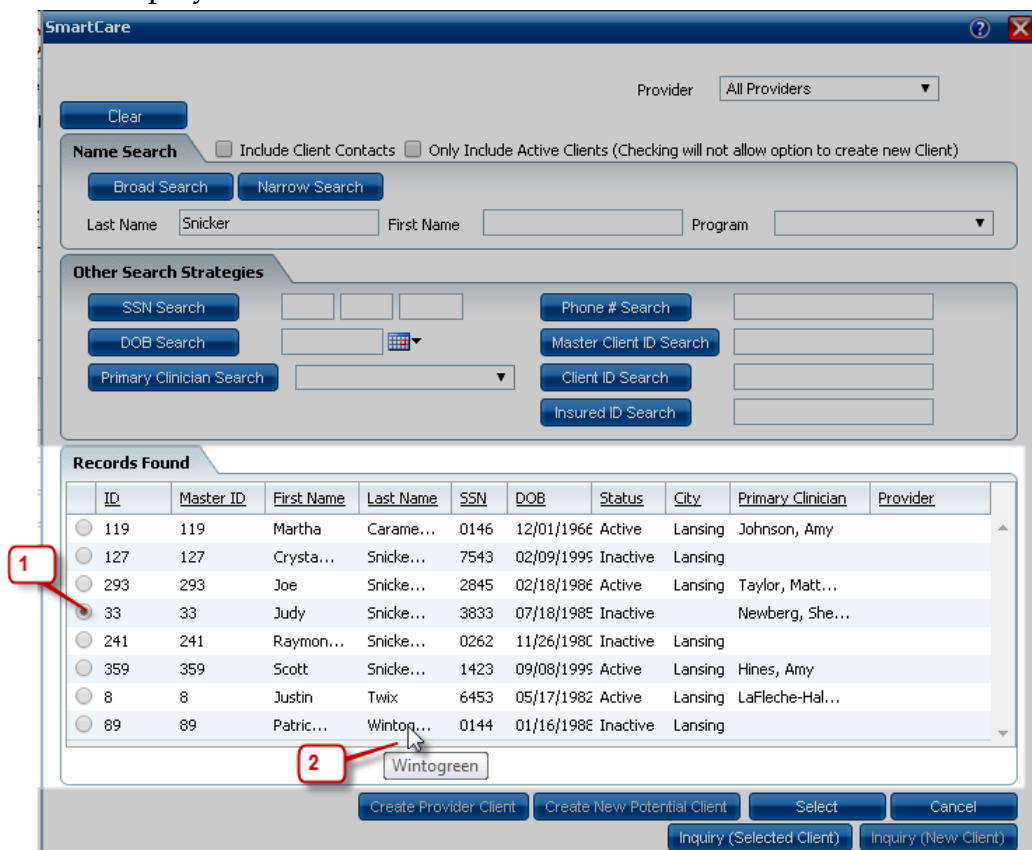 SmartCare
Provider All Providers
Clear
Name Search Include Client Contacts Only Include Active Clients (Checking will not allow option to create new Client)
Broad Search Narrow Search
Last Name Snicker First Name Program
Other Search Strategies
SSN Search Phone # Search
DOB Search Master Client ID Search
Primary Clinician Search Client ID Search
Insured ID Search
Records Found
ID Master ID First Name Last Name SSN DOB Status City Primary Clinician Provider
119 119 Martha Carame... 0146 12/01/1966 Active Lansing Johnson, Amy
1
127 127 Crysta... Snicke... 7543 02/09/1999 Inactive Lansing
293 293 Joe Snicke... 2845 02/18/1986 Active Lansing Taylor, Matt...
33 33 Judy Snicke... 3833 07/18/1985 Inactive Newberg, She...
241 241 Raymon... Snicke... 0262 11/26/1980 Inactive Lansing
359 359 Scott Snicke... 1423 09/08/1999 Active Lansing Hines, Amy
8 8 Justin Twix 6453 05/17/1982 Active Lansing LaFleche-Hal...
89 89 Patric... Wintog... 0144 01/16/1988 Inactive Lansing
2 Wintogreen
Create Provider Client Create New Potential Client Select Cancel
Inquiry (Selected Client) Inquiry (New Client)